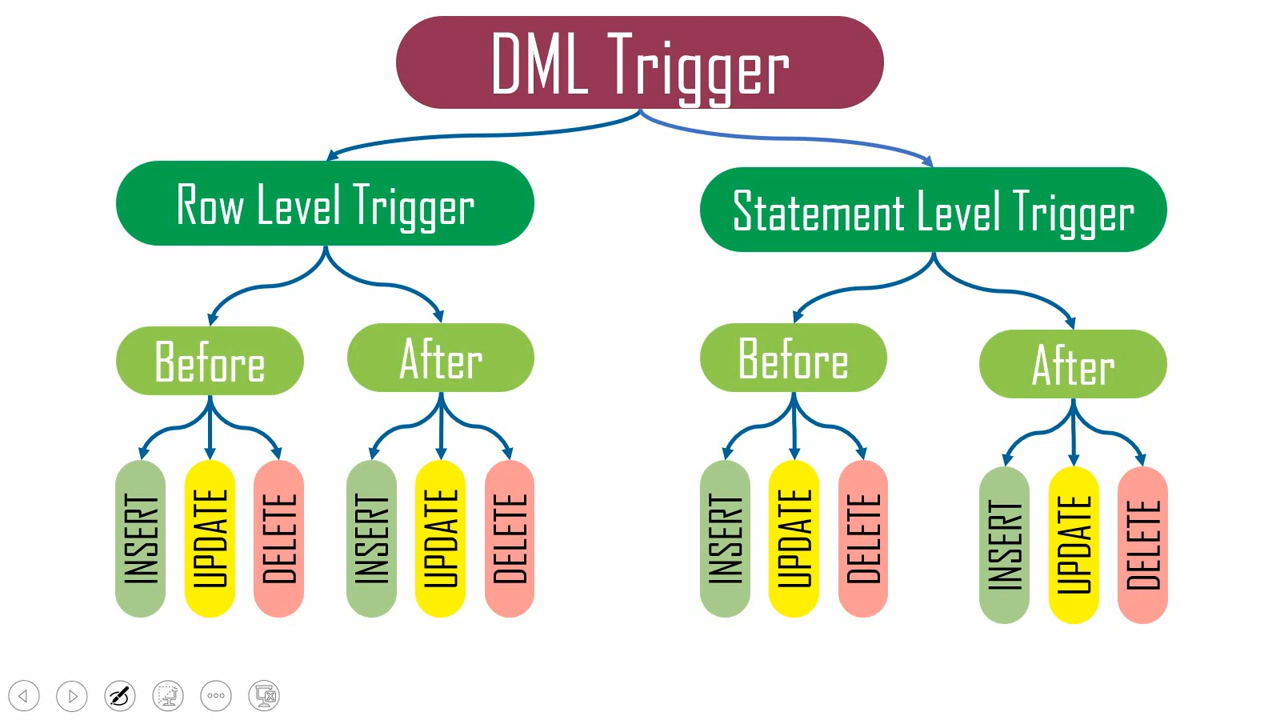 DML Trigger
Row Level Trigger
Statement Level Trigger
Before
After
Before
After
INSERT
UPDATE
DELETE
INSERT
UPDATE
DELETE
INSERT
UPDATE
DELETE
INSERT
UPDATE
DELETE